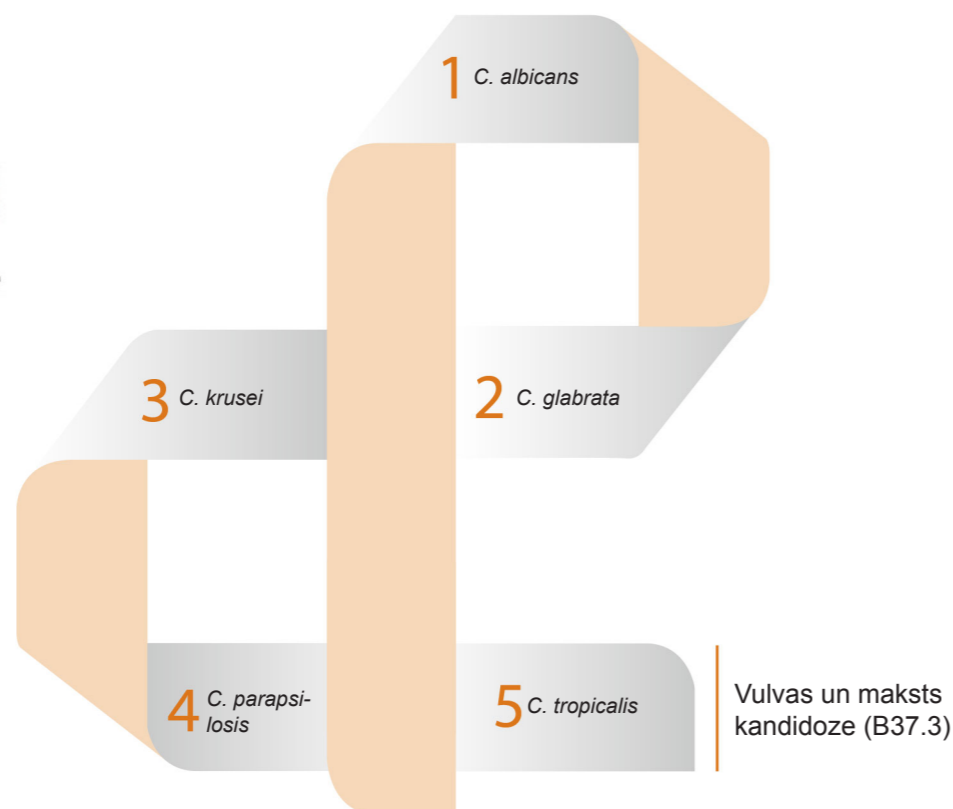 1 C. albicans
2 C. glabrata
3 C. krusei
4 C. parapsi-
losis
5 C. tropicalis
Vulvas un maksts
kandidoze (B37.3)